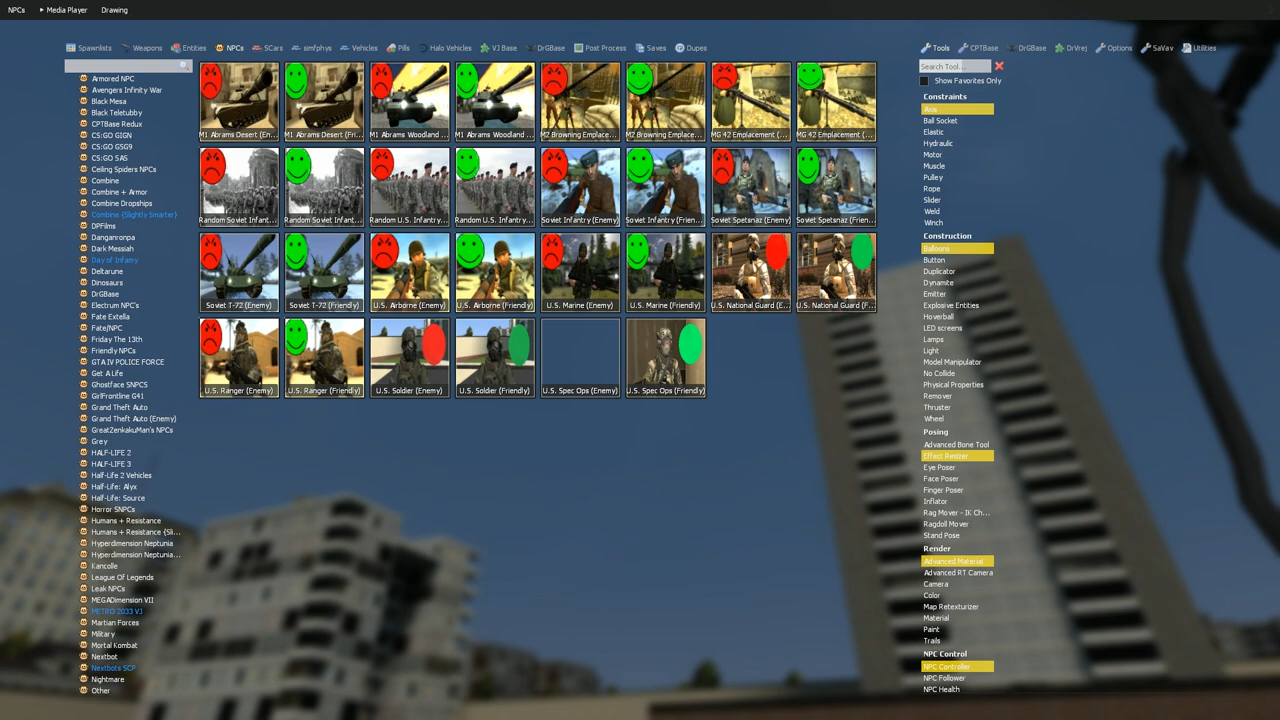 NPCs Media Player Drawing
Spawnlists Weapons Entities NPCs SCars simfphys Vehicles Pills Halo Vehicles VJ Base DrGBase Post Process Saves Dupes
Armored NPC
Avengers Infinity War
Black Mesa
Black Teletubby
CPTBase Redux
CS:GO GIGN
CS:GO GSG9
CS:GO SAS
Ceiling Spiders NPCs
Combine
Combine + Armor
Combine Dropships
Combine {Slightly Smarter}
DPFilms
Danganronpa
Dark Messiah
Day of Infamy
Deltarune
Dinosaurs
DrGBase
Electrum NPC's
Fate Extella
Fate/NPC
Friday The 13th
Friendly NPCs
GTA IV POLICE FORCE
Get A Life
Ghostface SNPCS
GirlFrontline G41
Grand Theft Auto
Grand Theft Auto (Enemy)
GreatZenkakuMan's NPCs
Grey
HALF-LIFE 2
HALF-LIFE 3
Half-Life 2 Vehicles
Half-Life: Alyx
Half-Life: Source
Horror SNPCs
Humans + Resistance
Humans + Resistance {Sli...
Hyperdimension Neptunia
Hyperdimension Neptunia...
Kancolle
League Of Legends
Leak NPCs
MEGADimension VII
METRO 2033 VJ
Martian Forces
Military
Mortal Kombat
Nextbot
Nextbots SCP
Nightmare
Other
M1 Abrams Desert (En... M1 Abrams Desert (Fri... M1 Abrams Woodland ... M1 Abrams Woodland ... M2 Browning Emplace... M2 Browning Emplace... MG 42 Emplacement (... MG 42 Emplacement (...
Random Soviet Infant... Random Soviet Infant... Random U.S. Infantry... Random U.S. Infantry... Soviet Infantry (Enemy) Soviet Infantry (Frien... Soviet Spetsnaz (Enemy) Soviet Spetsnaz (Frien...
Soviet T-72 (Enemy) Soviet T-72 (Friendly) U.S. Airborne (Enemy) U.S. Airborne (Friendly) U.S. Marine (Enemy) U.S. Marine (Friendly) U.S. National Guard (E... U.S. National Guard (F...
U.S. Ranger (Enemy) U.S. Ranger (Friendly) U.S. Soldier (Enemy) U.S. Soldier (Friendly) U.S. Spec Ops (Enemy) U.S. Spec Ops (Friendly)
Tools CPTBase DrGBase DrVrej Options SaVav Utilities
Search Tool...
Show Favorites Only
Constraints
Axis
Ball Socket
Elastic
Hydraulic
Motor
Muscle
Pulley
Rope
Slider
Weld
Winch
Construction
Balloons
Button
Duplicator
Dynamite
Emitter
Explosive Entities
Hoverball
LED screens
Lamps
Light
Model Manipulator
No Collide
Physical Properties
Remover
Thruster
Wheel
Posing
Advanced Bone Tool
Effect Resizer
Eye Poser
Face Poser
Finger Poser
Inflator
Rag Mover - IK Ch...
Ragdoll Mover
Stand Pose
Render
Advanced Material
Advanced RT Camera
Camera
Color
Map Retexturizer
Material
Paint
Trails
NPC Control
NPC Controller
NPC Follower
NPC Health